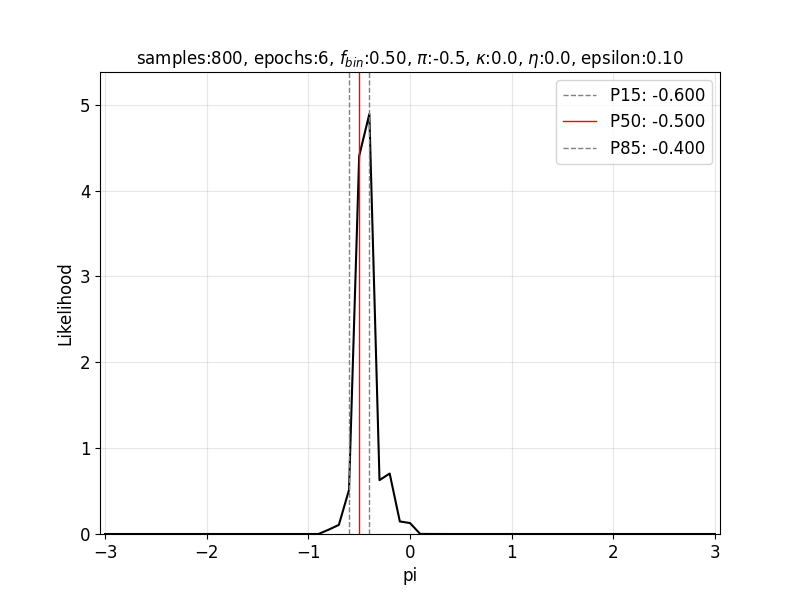 samples:800, epochs:6, f_bin:0.50, π:-0.5, κ:0.0, η:0.0, epsilon:0.10
P15: -0.600
P50: -0.500
P85: -0.400
5
4
3
2
1
0
Likelihood
−3 −2 −1 0 1 2 3
pi